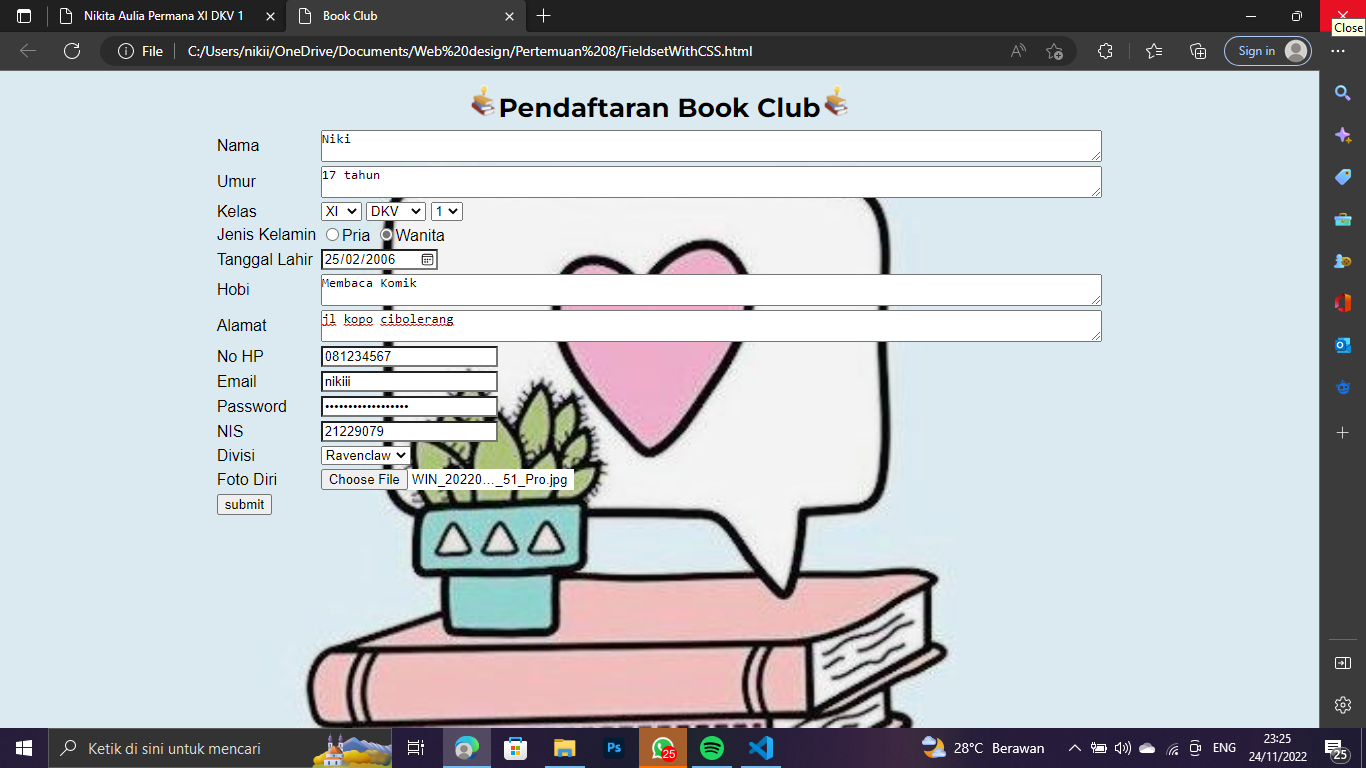 Nikita Aulia Permana XI DKV 1
Book Club
Close
File
C:/Users/nikii/OneDrive/Documents/Web%20design/Pertemuan%208/FieldsetWithCSS.html
Sign in
Pendaftaran Book Club
Nama Niki
Umur 17 tahun
Kelas XI DKV 1
Jenis Kelamin Pria Wanita
Tanggal Lahir 25/02/2006
Hobi Membaca Komik
Alamat jl kopo cibolerang
No HP 081234567
Email nikiii
Password ••••••••••••••••••
NIS 21229079
Divisi Ravenclaw
Foto Diri Choose File WIN_20220..._51_Pro.jpg
submit
Ketik di sini untuk mencari
Ps
25
28°C Berawan
ENG
23:25
24/11/2022
25